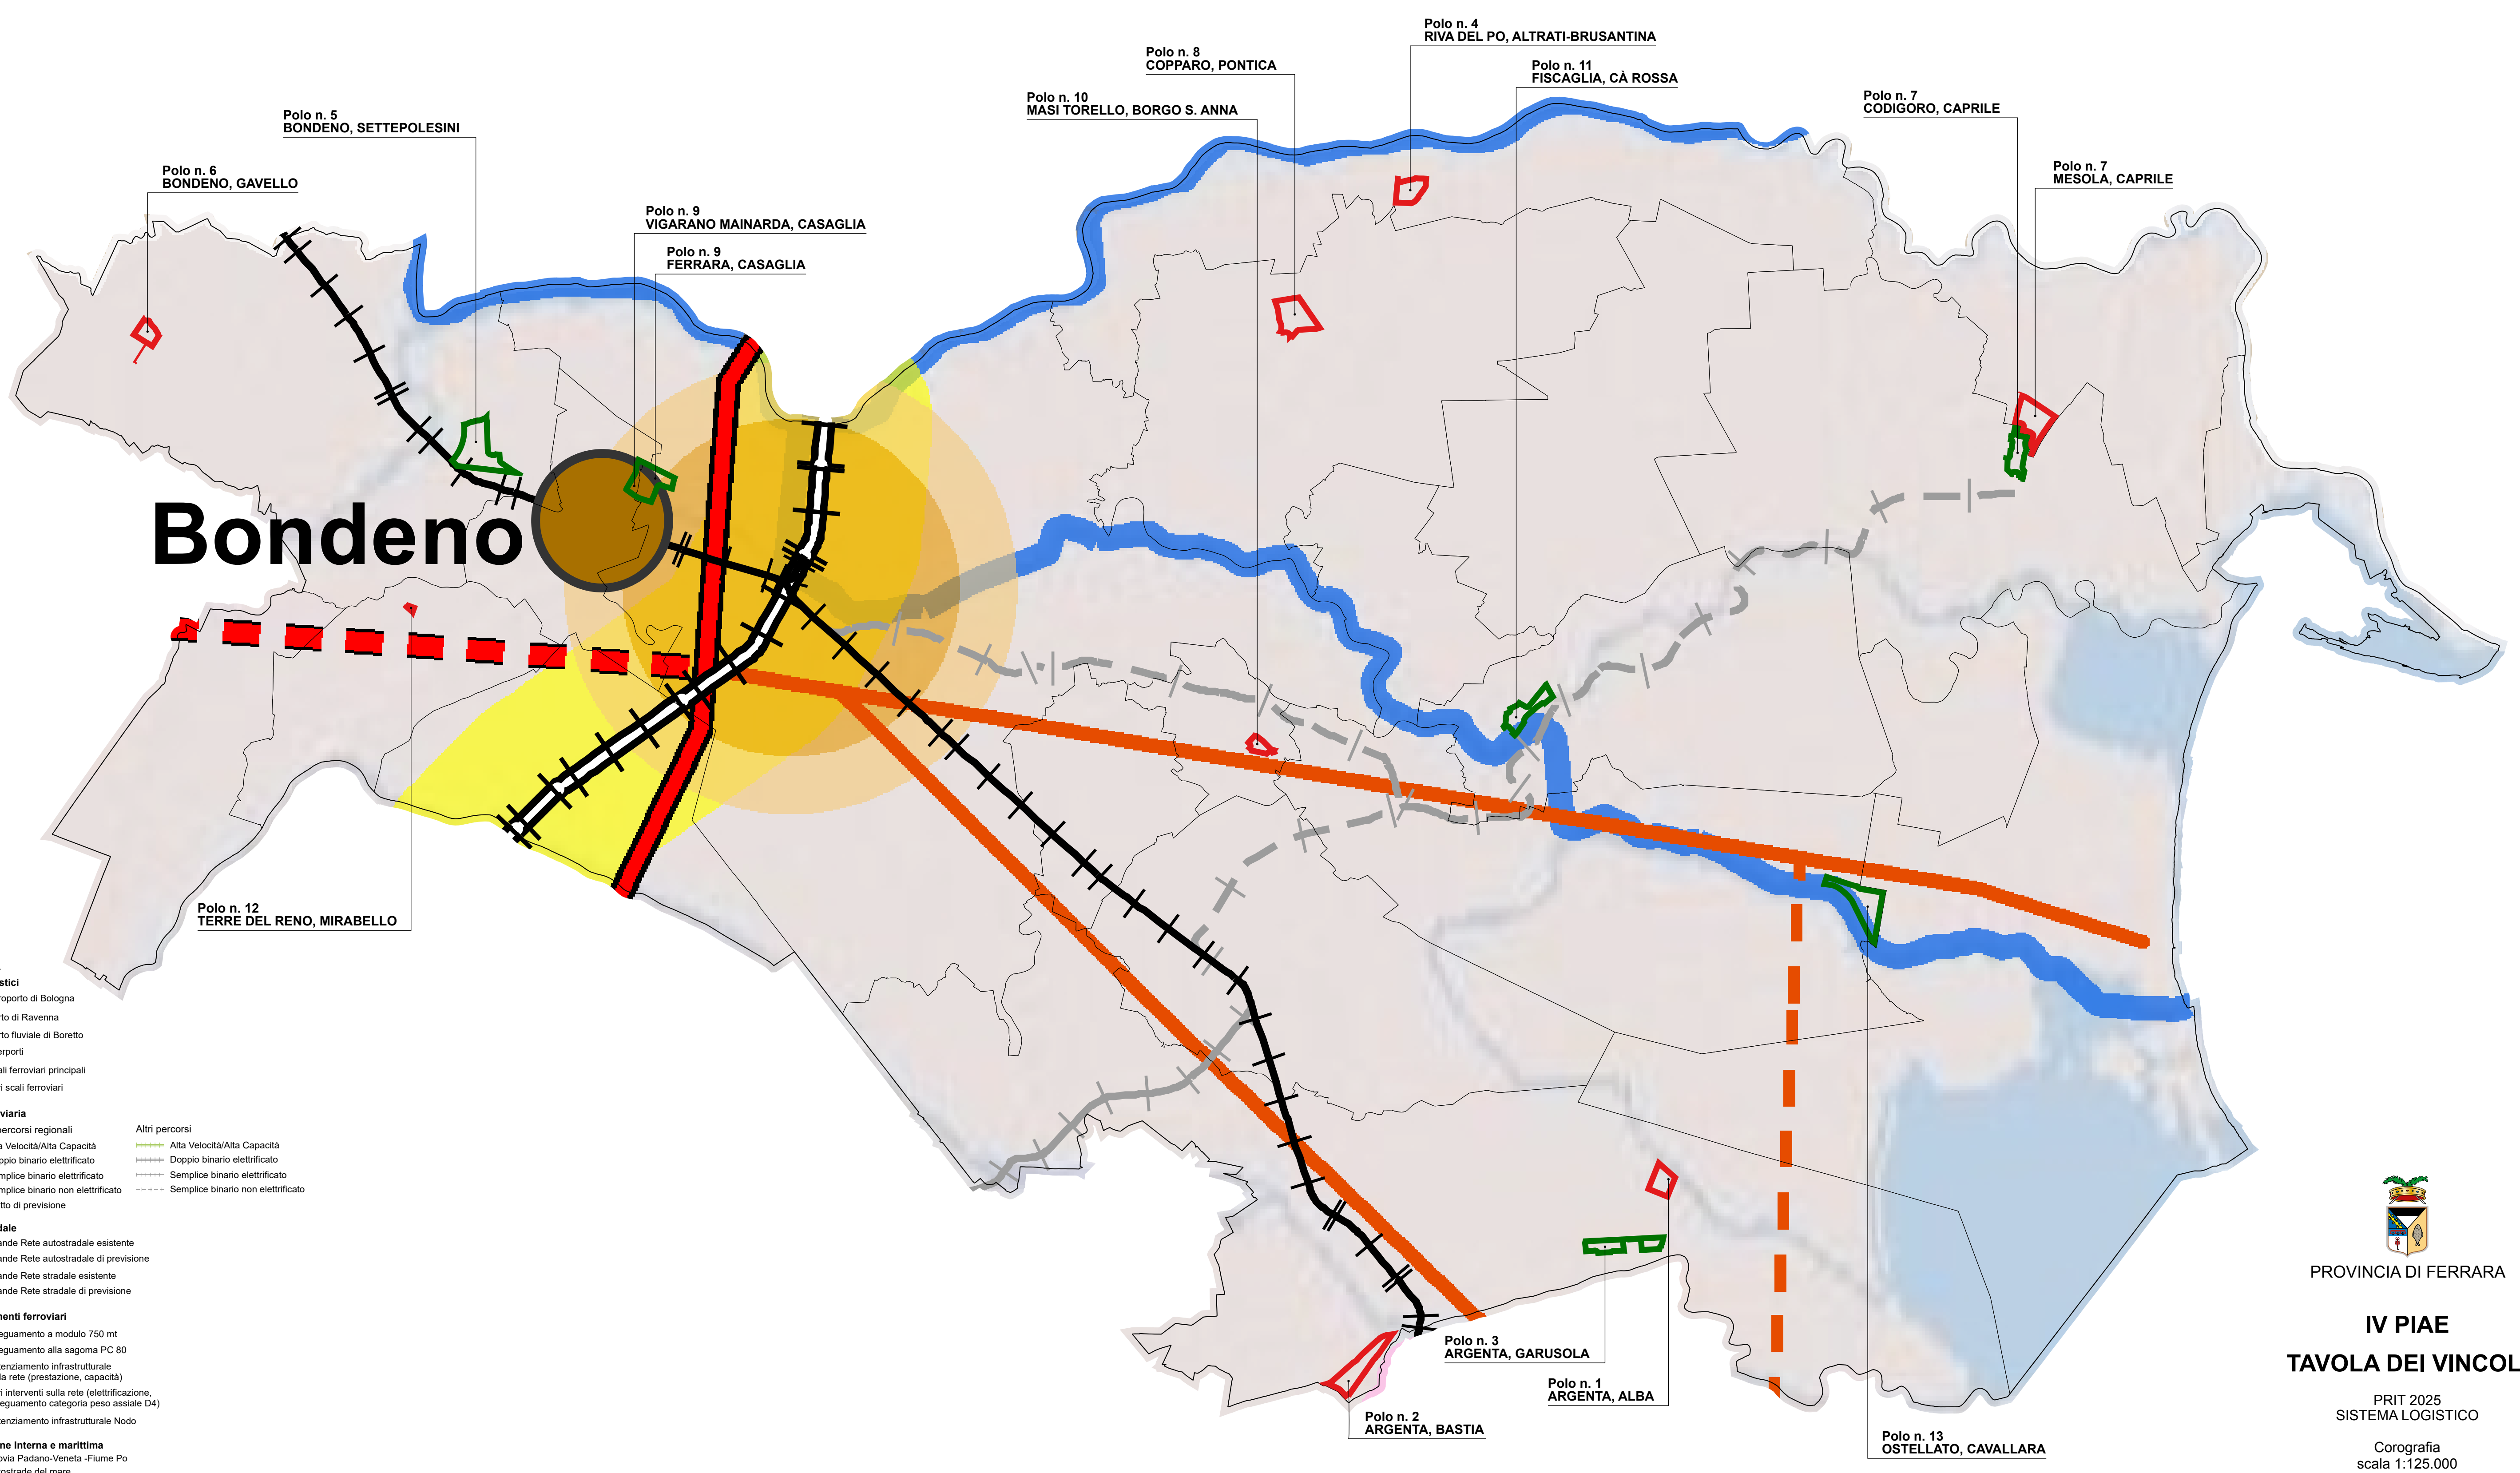 Polo n. 4
RIVA DEL PO, ALTRATI-BRUSANTINA
Polo n. 8
COPPARO, PONTICA
Polo n. 11
FISCAGLIA, CÀ ROSSA
Polo n. 10
MASI TORELLO, BORGO S. ANNA
Polo n. 7
CODIGORO, CAPRILE
Polo n. 5
BONDENO, SETTEPOLESINI
Polo n. 7
MESOLA, CAPRILE
Polo n. 6
BONDENO, GAVELLO
Polo n. 9
VIGARANO MAINARDA, CASAGLIA
Polo n. 9
FERRARA, CASAGLIA
Bondeno
Polo n. 12
TERRE DEL RENO, MIRABELLO
stici
roporto di Bologna
rto di Ravenna
rto fluviale di Boretto
erporti
ali ferroviari principali
ri scali ferroviari
viaria
percorsi regionali
a Velocità/Alta Capacità
ppio binario elettrificato
mplice binario elettrificato
mplice binario non elettrificato
tto di previsione
Altri percorsi
Alta Velocità/Alta Capacità
Doppio binario elettrificato
Semplice binario elettrificato
Semplice binario non elettrificato
dale
ande Rete autostradale esistente
ande Rete autostradale di previsione
ande Rete stradale esistente
ande Rete stradale di previsione
menti ferroviari
eguamento a modulo 750 mt
eguamento alla sagoma PC 80
tenziamento infrastrutturale
la rete (prestazione, capacità)
ri interventi sulla rete (elettrificazione,
eguamento categoria peso assiale D4)
tenziamento infrastrutturale Nodo
ne Interna e marittima
ovia Padano-Veneta -Fiume Po
tostrade del mare
Polo n. 3
ARGENTA, GARUSOLA
Polo n. 1
ARGENTA, ALBA
Polo n. 2
ARGENTA, BASTIA
Polo n. 13
OSTELLATO, CAVALLARA
PROVINCIA DI FERRARA
IV PIAE
TAVOLA DEI VINCOL
PRIT 2025
SISTEMA LOGISTICO
Corografia
scala 1:125.000